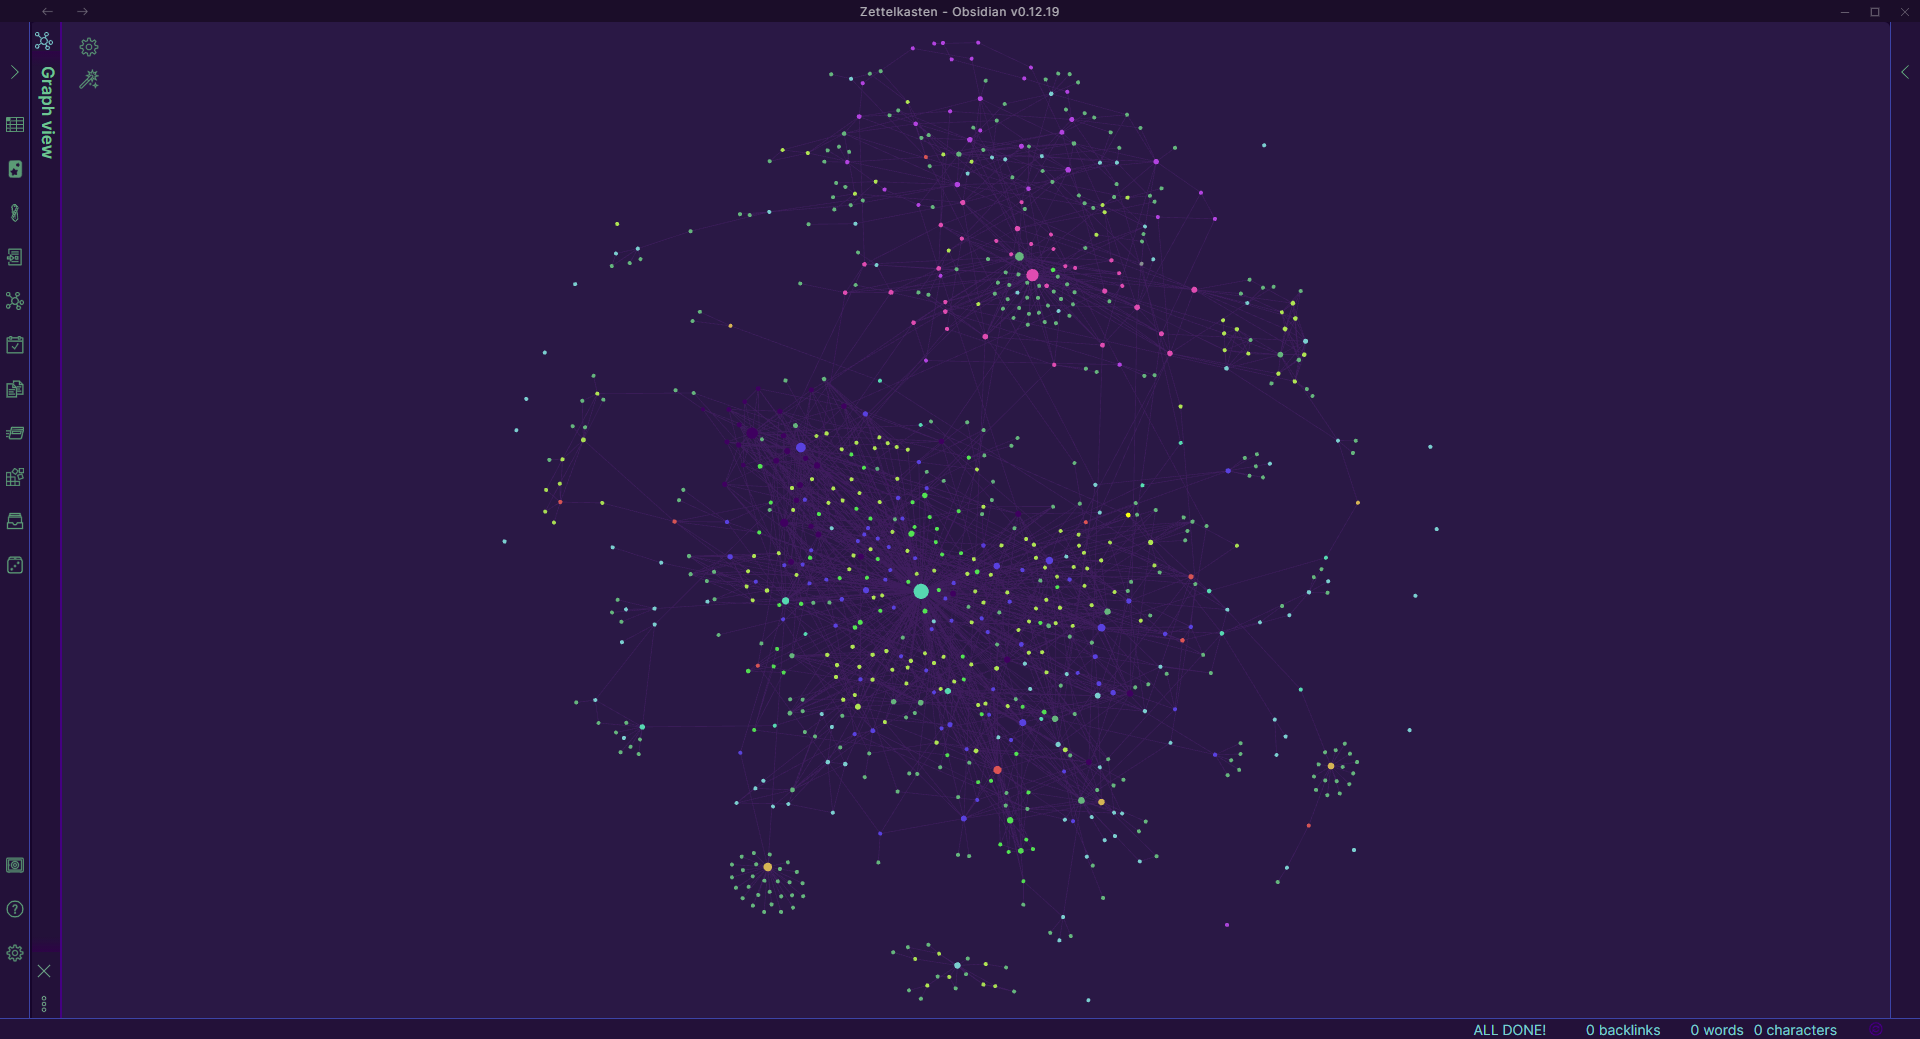 Zettelkasten - Obsidian v0.12.19
Graph view
ALL DONE! 0 backlinks 0 words 0 characters